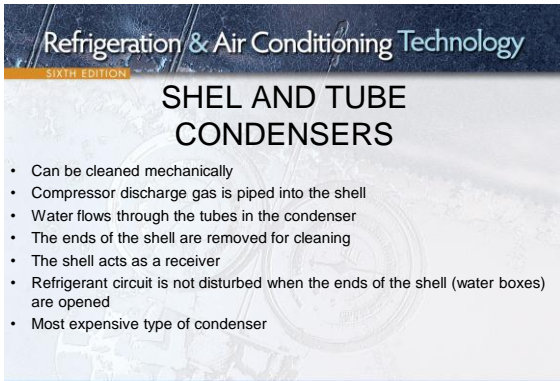 Refrigeration & Air Conditioning Technology
SIXTH EDITION
SHEL AND TUBE
CONDENSERS
• Can be cleaned mechanically
• Compressor discharge gas is piped into the shell
• Water flows through the tubes in the condenser
• The ends of the shell are removed for cleaning
• The shell acts as a receiver
• Refrigerant circuit is not disturbed when the ends of the shell (water boxes)
are opened
• Most expensive type of condenser